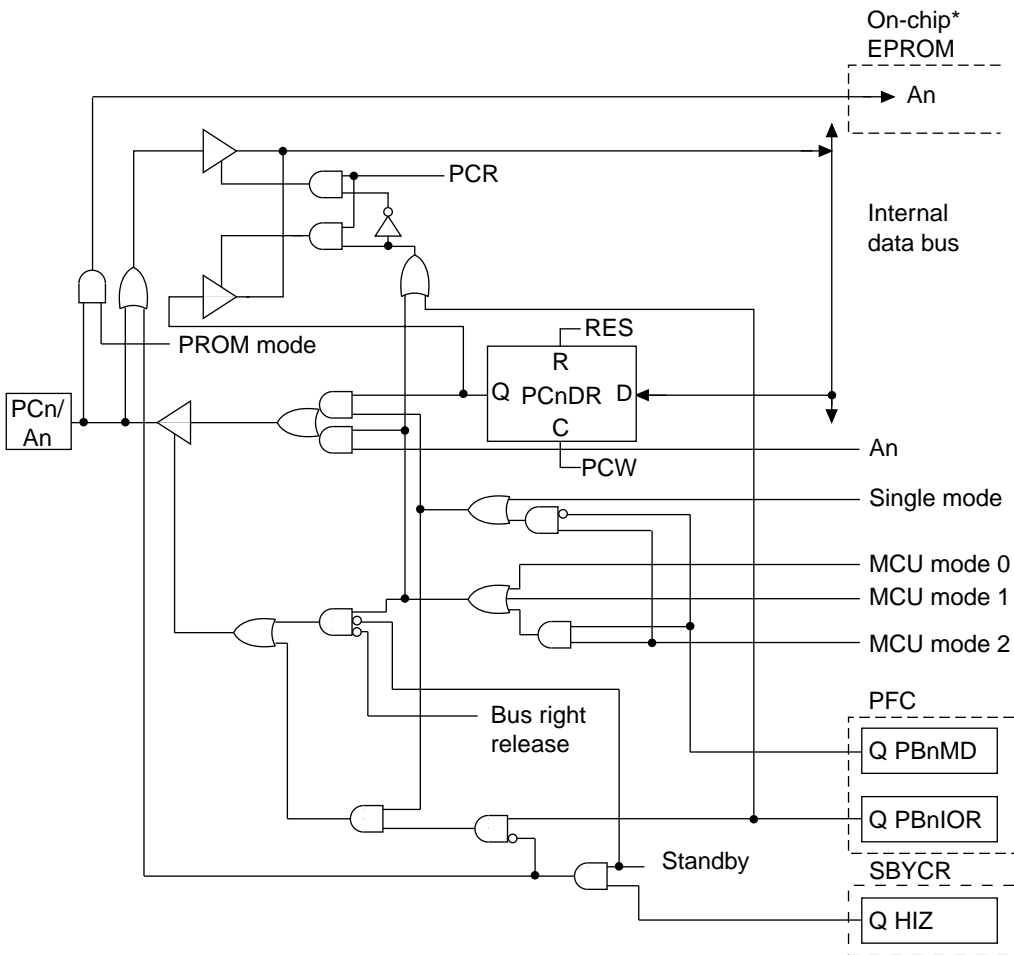 On-chip*
EPROM
An
PCR
Internal
data bus
RES
PROM mode
R
Q PCnDR D
C
PCn/
An
PCW
An
Single mode
MCU mode 0
MCU mode 1
MCU mode 2
PFC
Bus right
release
Q PBnMD
Q PBnIOR
Standby
SBYCR
Q HIZ